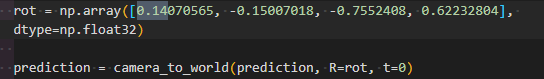 rot = np.array([0.14070565, -0.15007018, -0.7552408, 0.62232804],
dtype=np.float32)
prediction = camera_to_world(prediction, R=rot, t=0)